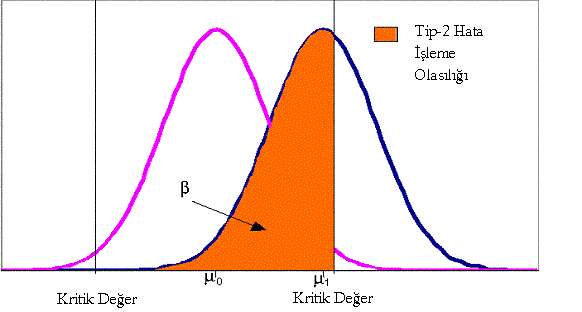 Tip-2 Hata
İşleme
Olasılığı
β
μ₀
μ₁
Kritik Değer
Kritik Değer